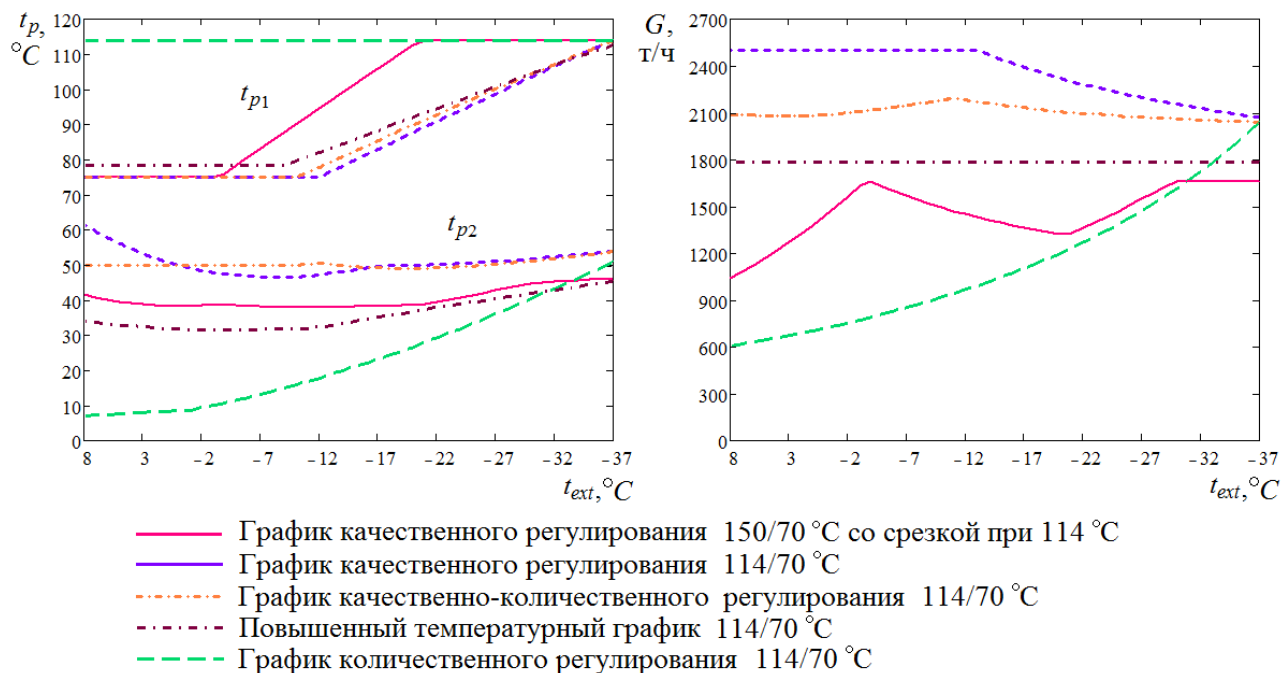 t_p, °C
120
110
100
90
80
70
60
50
40
30
20
10
0
t_p1
t_p2
8 3 −2 −7 −12 −17 −22 −27 −32 −37
t_ext, °C
G, т/ч
2700
2400
2100
1800
1500
1200
900
600
300
0
8 3 −2 −7 −12 −17 −22 −27 −32 −37
t_ext, °C
График качественного регулирования 150/70 °C со срезкой при 114 °C
График качественного регулирования 114/70 °C
График качественно-количественного регулирования 114/70 °C
Повышенный температурный график 114/70 °C
График количественного регулирования 114/70 °C